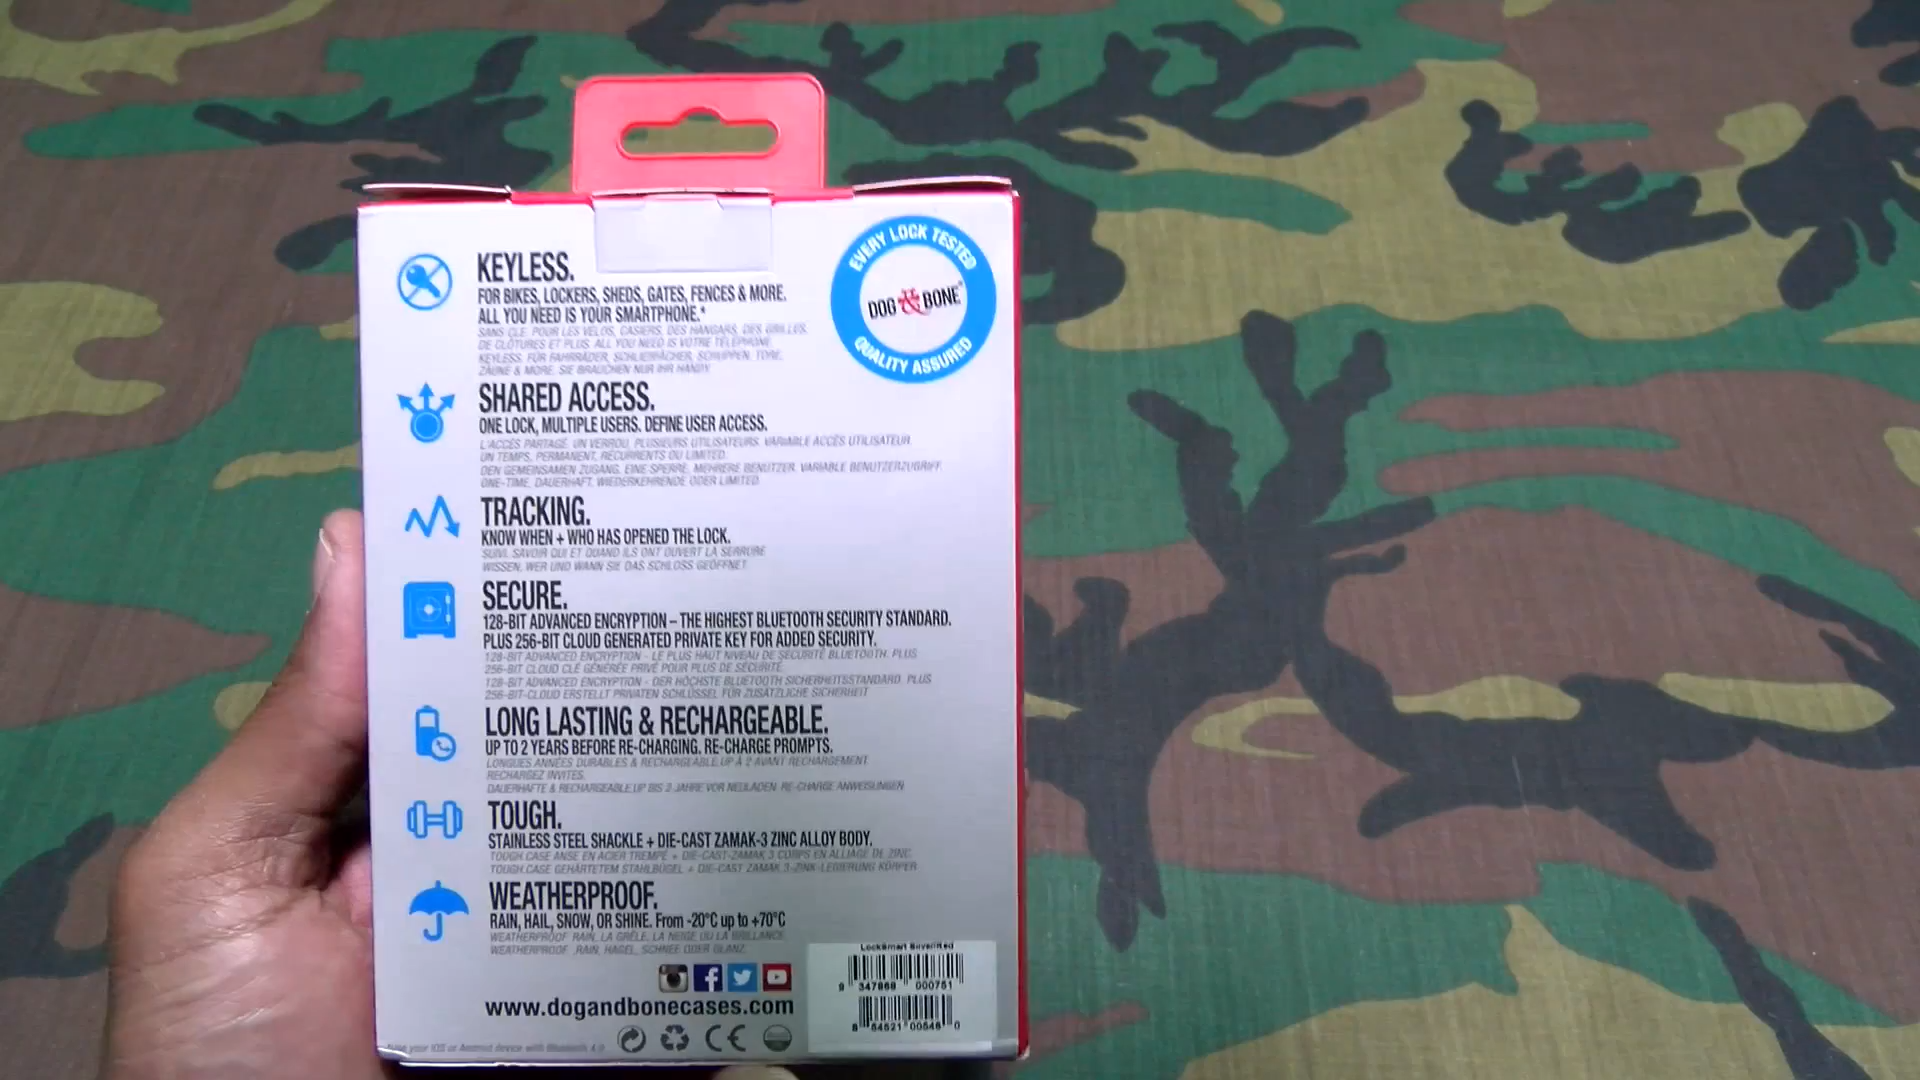 KEYLESS.
FOR BIKES, LOCKERS, SHEDS, GATES, FENCES & MORE.
ALL YOU NEED IS YOUR SMARTPHONE.*
SANS CLÉ. POUR LES VÉLOS, CASIERS, DES HANGARS, DES GRILLES.
DE CLÔTURES ET PLUS. ALL YOU NEED IS VOTRE TÉLÉPHONE.
KEYLESS. FÜR FAHRRÄDER, SCHLIEßFÄCHER, SCHUPPEN, TORE,
ZÄUNE & MORE. SIE BRAUCHEN NUR IHR HANDY.
EVERY LOCK TESTED
DOG & BONE®
QUALITY ASSURED
SHARED ACCESS.
ONE LOCK, MULTIPLE USERS. DEFINE USER ACCESS.
L'ACCÈS PARTAGÉ. UN VERROU, PLUSIEURS UTILISATEURS. VARIABLE ACCÈS UTILISATEUR.
UN TEMPS, PERMANENT, RÉCURRENTS OU LIMITED.
DEN GEMEINSAMEN ZUGANG. EINE SPERRE, MEHRERE BENUTZER. VARIABLE BENUTZERZUGRIFF.
ONE-TIME, DAUERHAFT, WIEDERKEHRENDE ODER LIMITED.
TRACKING.
KNOW WHEN + WHO HAS OPENED THE LOCK.
SUIVI. SAVOIR QUI ET QUAND ILS ONT OUVERT LA SERRURE
WISSEN, WER UND WANN SIE DAS SCHLOSS GEÖFFNET
SECURE.
128-BIT ADVANCED ENCRYPTION – THE HIGHEST BLUETOOTH SECURITY STANDARD.
PLUS 256-BIT CLOUD GENERATED PRIVATE KEY FOR ADDED SECURITY.
128-BIT ADVANCED ENCRYPTION - LE PLUS HAUT NIVEAU DE SÉCURITÉ BLUETOOTH. PLUS
256-BIT CLOUD CLÉ GÉNÉRÉE PRIVÉ POUR PLUS DE SÉCURITÉ.
128-BIT ADVANCED ENCRYPTION - DER HÖCHSTE BLUETOOTH SICHERHEITSSTANDARD. PLUS
256-BIT-CLOUD ERSTELLT PRIVATEN SCHLÜSSEL FÜR ZUSÄTZLICHE SICHERHEIT
LONG LASTING & RECHARGEABLE.
UP TO 2 YEARS BEFORE RE-CHARGING. RE-CHARGE PROMPTS.
LONGUES ANNÉES DURABLES & RECHARGEABLE.UP À 2 AVANT RECHARGEMENT.
RECHARGEZ INVITES.
DAUERHAFTE & RECHARGEABLE.UP BIS 2 JAHRE VOR NEULADEN. RE-CHARGE ANWEISUNGEN
TOUGH.
STAINLESS STEEL SHACKLE + DIE-CAST ZAMAK-3 ZINC ALLOY BODY.
TOUGH.CASE ANSE EN ACIER TREMPÉ + DIE-CAST-ZAMAK 3 CORPS EN ALLIAGE DE ZINC.
TOUGH.CASE GEHÄRTETEM STAHLBÜGEL + DIE-CAST ZAMAK 3-ZINK-LEGIERUNG KÖRPER
WEATHERPROOF.
RAIN, HAIL, SNOW, OR SHINE. From -20°C up to +70°C
WEATHERPROOF. RAIN, LA GRÊLE, LA NEIGE OU LA BRILLANCE.
WEATHERPROOF. RAIN, HAGEL, SCHNEE ODER GLANZ.
LockSmart Silver/Red
9 347868 000751
8 54521 00546 0
www.dogandbonecases.com
your iOS or Android device with Bluetooth 4.0
CE